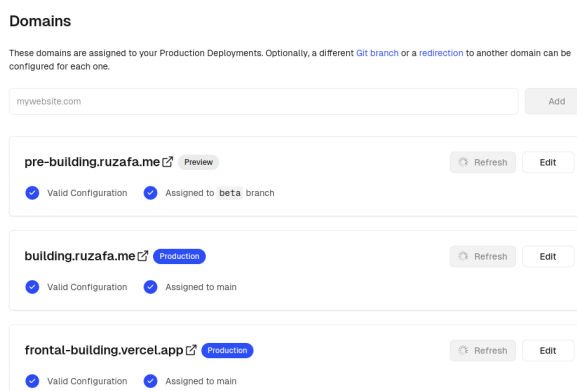 Domains
These domains are assigned to your Production Deployments. Optionally, a different Git branch or a redirection to another domain can be
configured for each one.
mywebsite.com
Add
pre-building.ruzafa.me Preview
Refresh
Edit
Valid Configuration
Assigned to beta branch
building.ruzafa.me Production
Refresh
Edit
Valid Configuration
Assigned to main
frontal-building.vercel.app Production
Refresh
Edit
Valid Configuration
Assigned to main